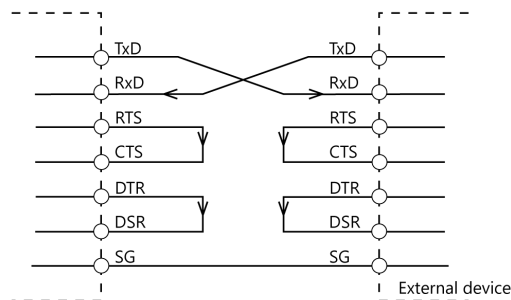 TxD TxD
RxD RxD
RTS RTS
CTS CTS
DTR DTR
DSR DSR
SG SG
External device